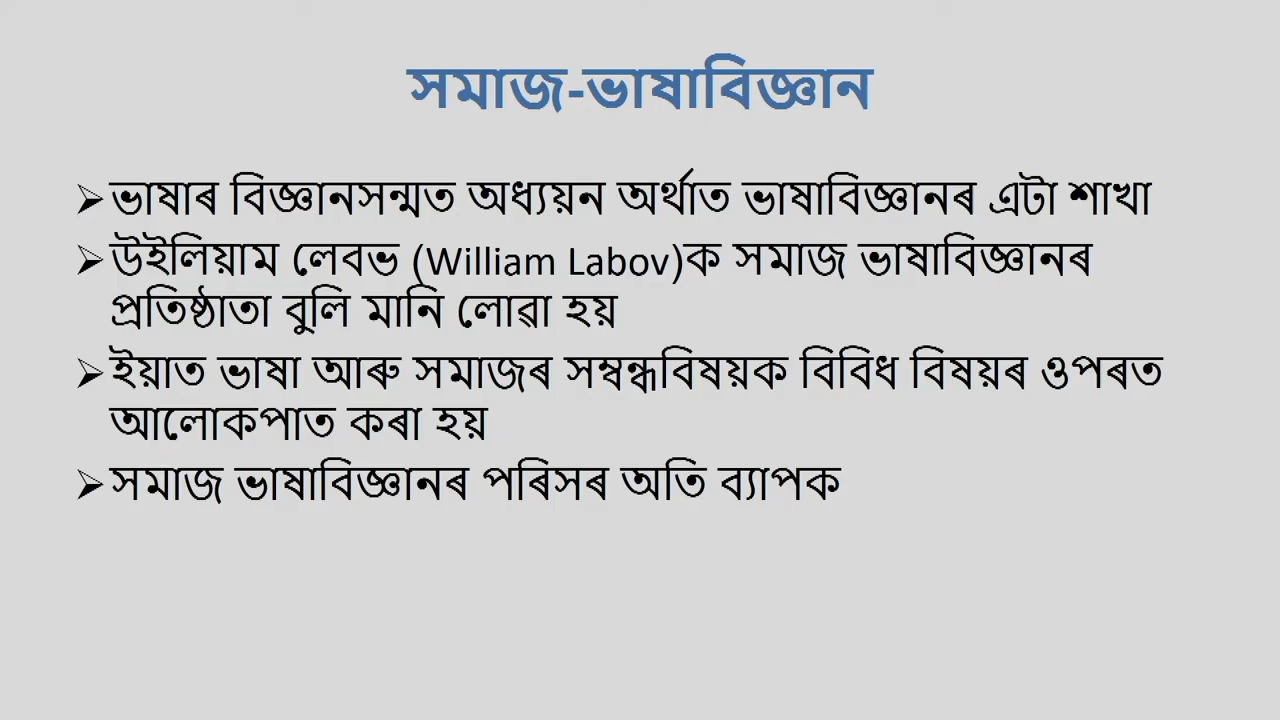 সমাজ-ভাষাবিজ্ঞান
➢ভাষাৰ বিজ্ঞানসন্মত অধ্যয়ন অৰ্থাত ভাষাবিজ্ঞানৰ এটা শাখা
➢উইলিয়াম লেবভ (William Labov)ক সমাজ ভাষাবিজ্ঞানৰ
প্ৰতিষ্ঠাতা বুলি মানি লোৱা হয়
➢ইয়াত ভাষা আৰু সমাজৰ সম্বন্ধবিষয়ক বিবিধ বিষয়ৰ ওপৰত
আলোকপাত কৰা হয়
➢সমাজ ভাষাবিজ্ঞানৰ পৰিসৰ অতি ব্যাপক